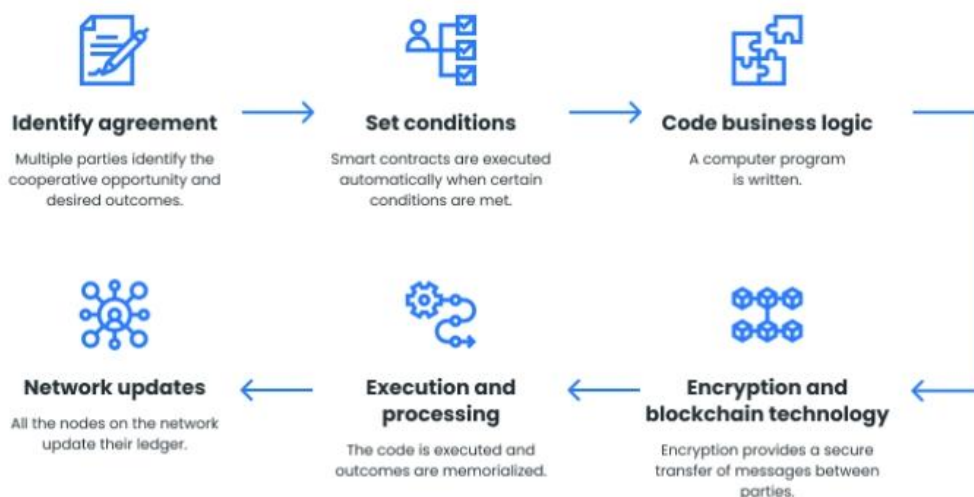 Identify agreement
Multiple parties identify the
cooperative opportunity and
desired outcomes.
Set conditions
Smart contracts are executed
automatically when certain
conditions are met.
Code business logic
A computer program
is written.
Encryption and
blockchain technology
Encryption provides a secure
transfer of messages between
parties.
Execution and
processing
The code is executed and
outcomes are memorialized.
Network updates
All the nodes on the network
update their ledger.